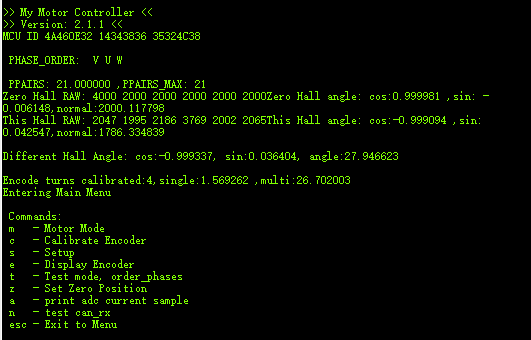 >> My Motor Controller <<
>> Version: 2.1.1 <<
MCU ID 4A460E32 14343836 35324C38
PHASE_ORDER:  V U W
PPAIRS: 21.000000 ,PPAIRS_MAX: 21
Zero Hall RAW: 4000 2000 2000 2000 2000 2000Zero Hall angle: cos:0.999981 ,sin: -
0.006148,normal:2000.117798
This Hall RAW: 2047 1995 2186 3769 2002 2065This Hall angle: cos:-0.999094 ,sin:
0.042547,normal:1786.334839
Different Hall Angle: cos:-0.999337, sin:0.036404, angle:27.946623
Encode turns calibrated:4,single:1.569262 ,multi:26.702003
Entering Main Menu
Commands:
m  - Motor Mode
c  - Calibrate Encoder
s  - Setup
e  - Display Encoder
t  - Test mode, order_phases
z  - Set Zero Position
a  - print adc current sample
n  - test can_rx
esc - Exit to Menu